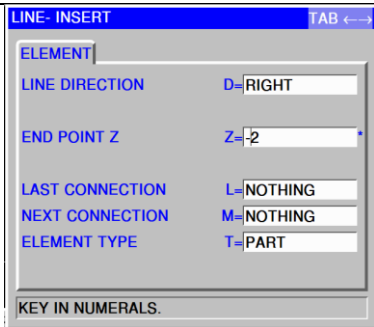 LINE- INSERT TAB ←→
ELEMENT
LINE DIRECTION D=RIGHT
END POINT Z Z=-2 *
LAST CONNECTION L=NOTHING
NEXT CONNECTION M=NOTHING
ELEMENT TYPE T=PART
KEY IN NUMERALS.